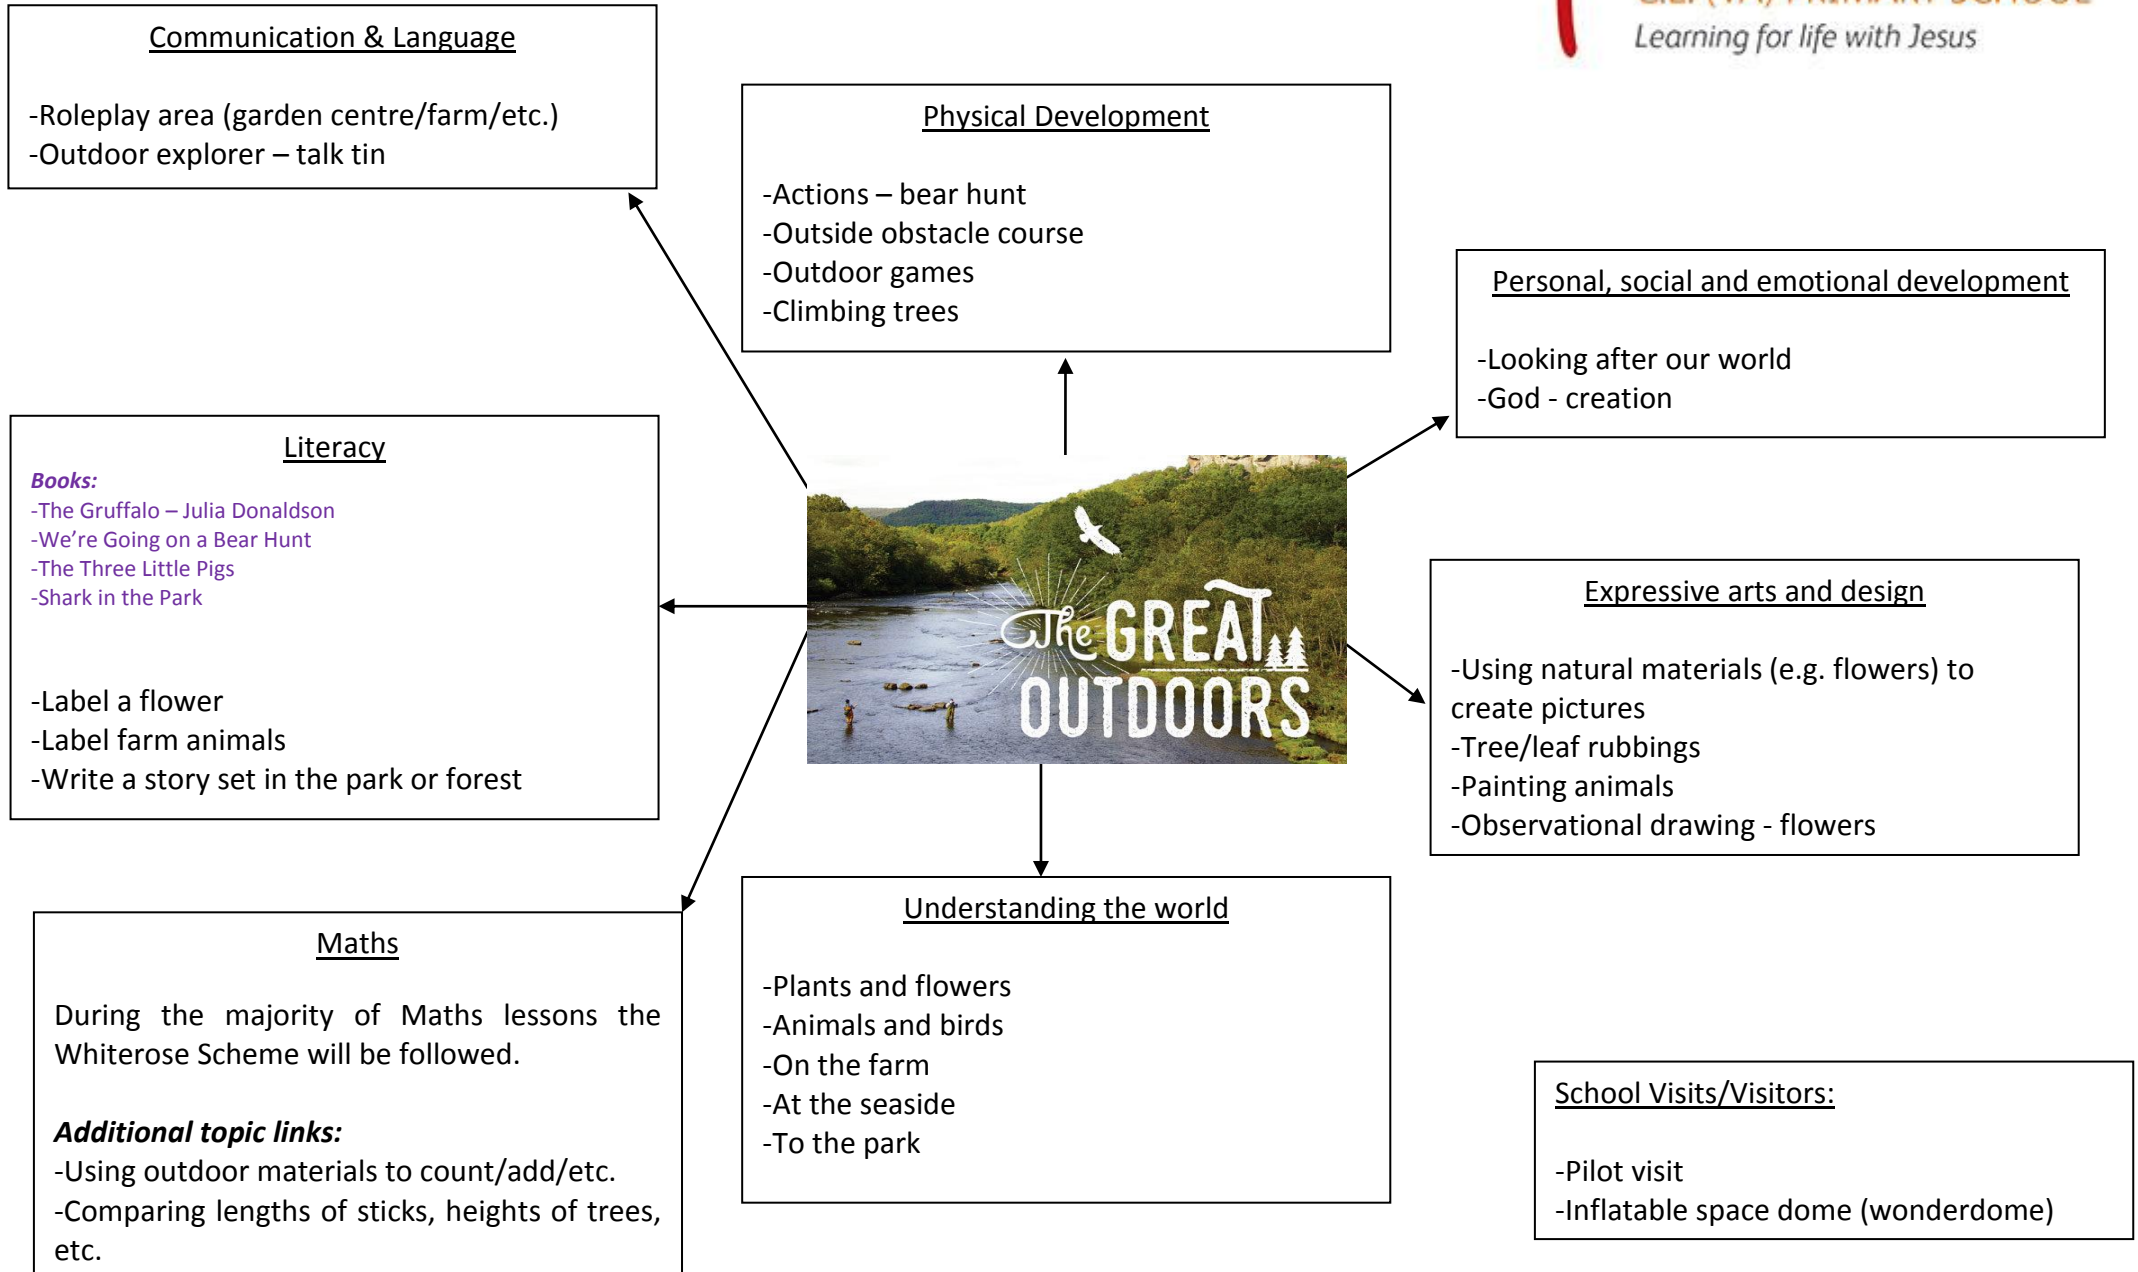 Learning for life with Jesus
Communication & Language
-Roleplay area (garden centre/farm/etc.)
-Outdoor explorer – talk tin
Physical Development
-Actions – bear hunt
-Outside obstacle course
-Outdoor games
-Climbing trees
Personal, social and emotional development
-Looking after our world
-God - creation
Literacy
Books:
-The Gruffalo – Julia Donaldson
-We’re Going on a Bear Hunt
-The Three Little Pigs
-Shark in the Park
-Label a flower
-Label farm animals
-Write a story set in the park or forest
The GREAT
OUTDOORS
Expressive arts and design
-Using natural materials (e.g. flowers) to
create pictures
-Tree/leaf rubbings
-Painting animals
-Observational drawing - flowers
Maths
During the majority of Maths lessons the
Whiterose Scheme will be followed.
Additional topic links:
-Using outdoor materials to count/add/etc.
-Comparing lengths of sticks, heights of trees,
etc.
Understanding the world
-Plants and flowers
-Animals and birds
-On the farm
-At the seaside
-To the park
School Visits/Visitors:
-Pilot visit
-Inflatable space dome (wonderdome)